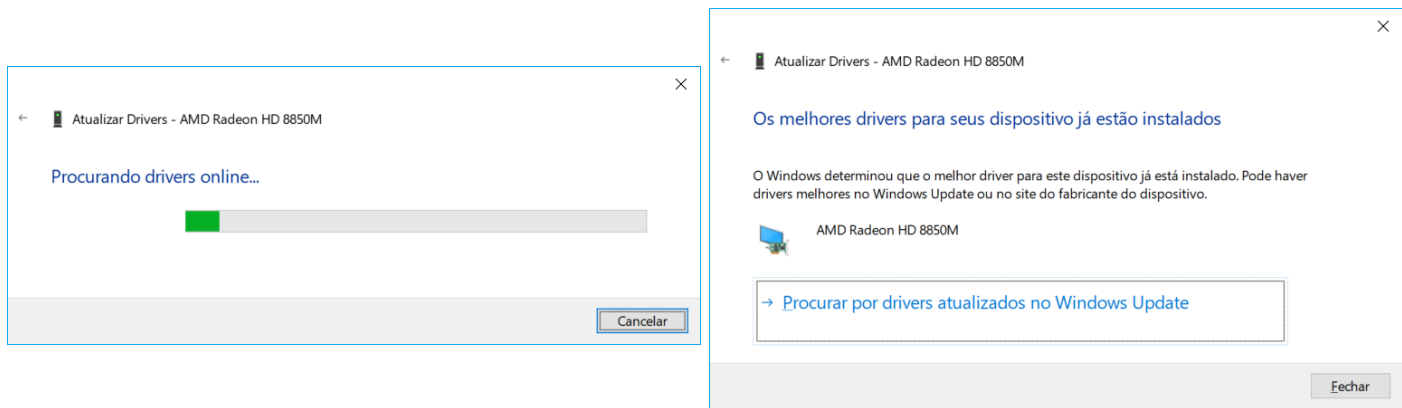 Atualizar Drivers - AMD Radeon HD 8850M
Procurando drivers online...
Cancelar
Atualizar Drivers - AMD Radeon HD 8850M
Os melhores drivers para seus dispositivo já estão instalados
O Windows determinou que o melhor driver para este dispositivo já está instalado. Pode haver
drivers melhores no Windows Update ou no site do fabricante do dispositivo.
AMD Radeon HD 8850M
Procurar por drivers atualizados no Windows Update
Fechar